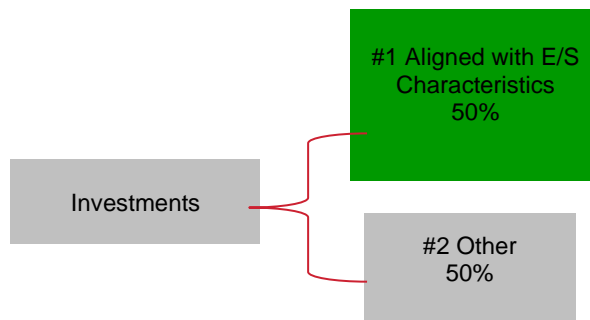 #1 Aligned with E/S
Characteristics
50%
Investments
#2 Other
50%